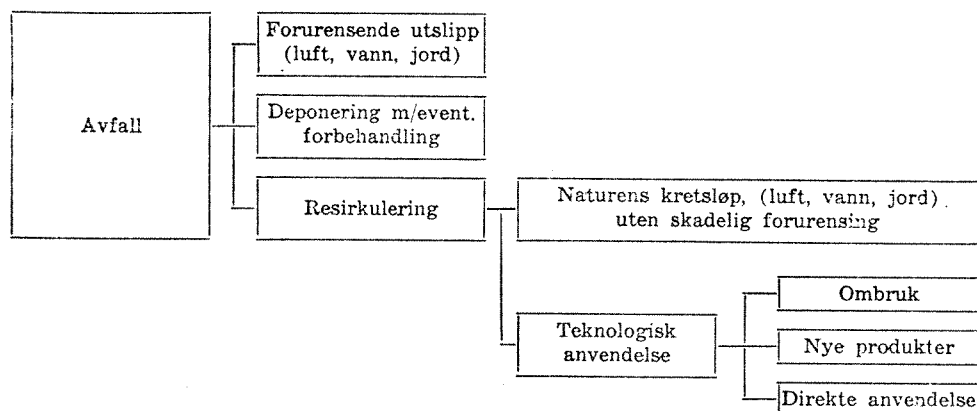 Forurensende utslipp
(luft, vann, jord)
Avfall
Deponering m/event.
forbehandling
Resirkulering
Naturens kretsløp, (luft, vann, jord)
uten skadelig forurensing
Teknologisk
anvendelse
Ombruk
Nye produkter
Direkte anvendelse